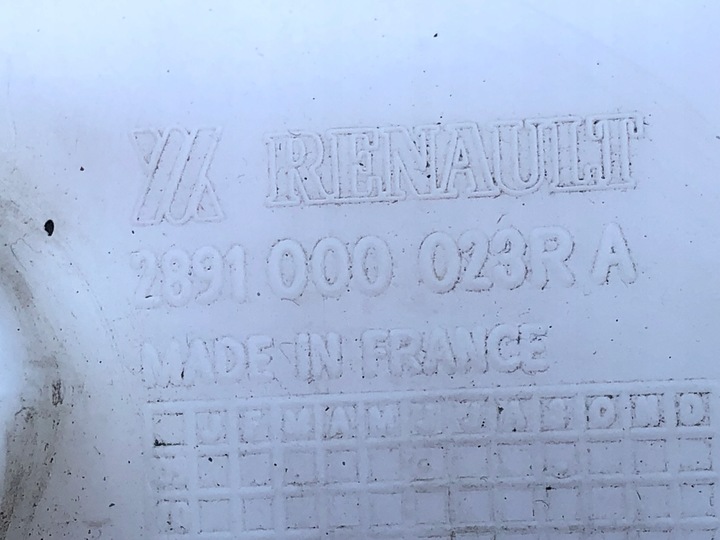 RENAULT
2891 000 023R A
MADE IN FRANCE
J F M A M J J A S O N D